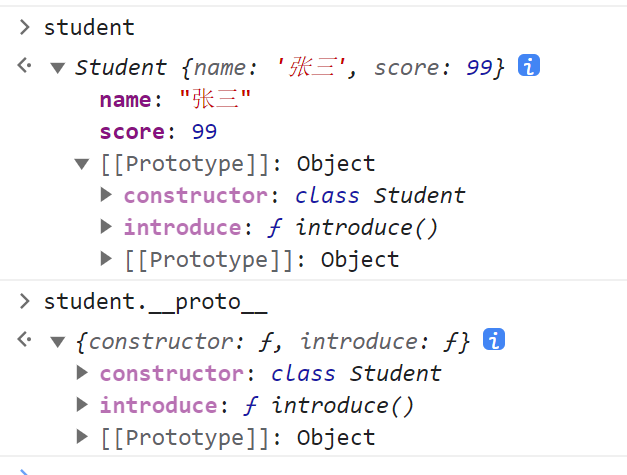 student
Student {name: '张三', score: 99} i
name: "张三"
score: 99
[[Prototype]]: Object
constructor: class Student
introduce: ƒ introduce()
[[Prototype]]: Object
student.__proto__
{constructor: ƒ, introduce: ƒ} i
constructor: class Student
introduce: ƒ introduce()
[[Prototype]]: Object